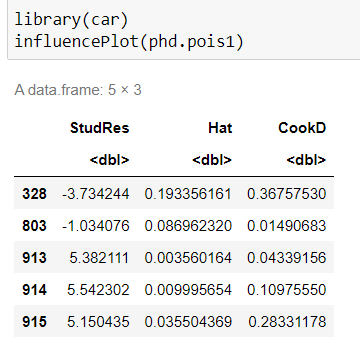 library(car)
influencePlot(phd.pois1)
A data.frame: 5 × 3
StudRes Hat CookD
<dbl> <dbl> <dbl>
328 -3.734244 0.193356161 0.36757530
803 -1.034076 0.086962320 0.01490683
913 5.382111 0.003560164 0.04339156
914 5.542302 0.009995654 0.10975550
915 5.150435 0.035504369 0.28331178